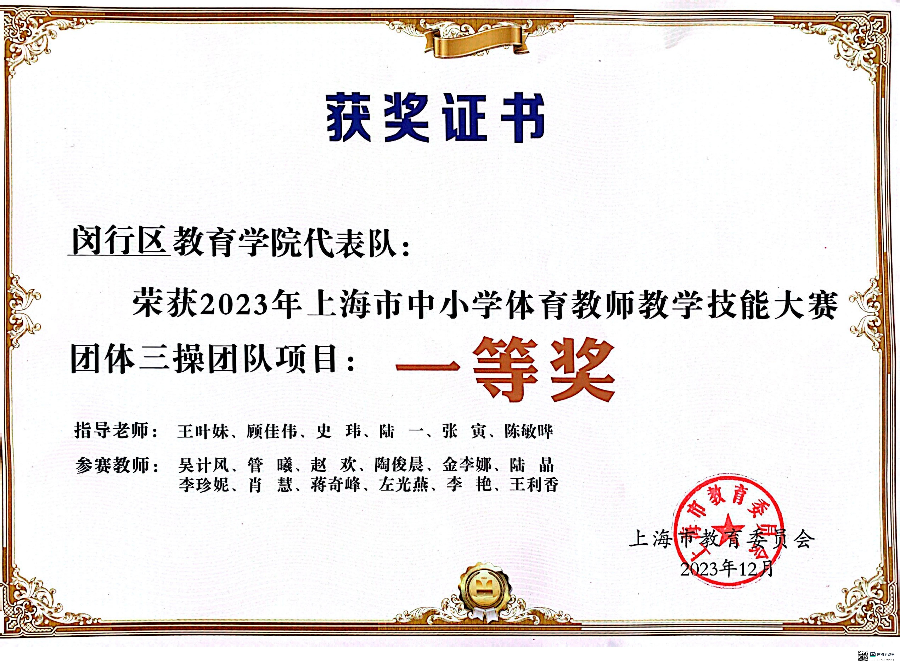 获奖证书
闵行区教育学院代表队：
荣获2023年上海市中小学体育教师教学技能大赛
团体三操团队项目：一等奖
指导老师：王叶妹、顾佳伟、史 玮、陆 一、张 寅、陈敏晔
参赛教师：吴计风、管 曦、赵 欢、陶俊晨、金李娜、陆 晶
李珍妮、肖 慧、蒋奇峰、左光燕、李 艳、王利香
上海市教育委员会
上海市教育委员会
2023年12月